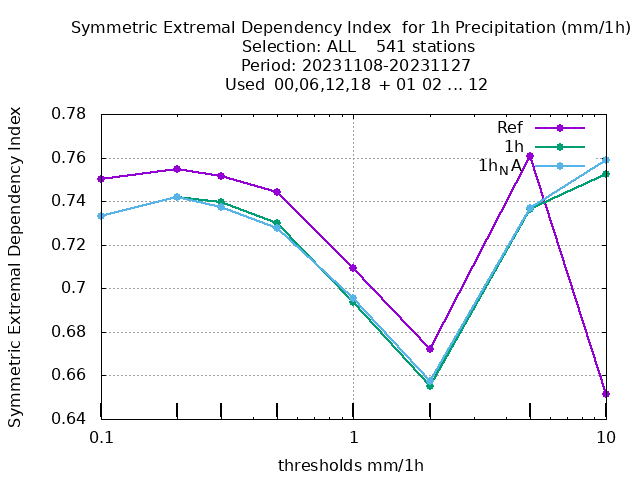 Symmetric Extremal Dependency Index  for 1h Precipitation (mm/1h)
Selection: ALL    541 stations
Period: 20231108-20231127
Used  00,06,12,18  + 01 02 ... 12
Symmetric Extremal Dependency Index
0.78
0.76
0.74
0.72
0.7
0.68
0.66
0.64
Ref
1h
1h_NA
0.1
1
10
thresholds mm/1h